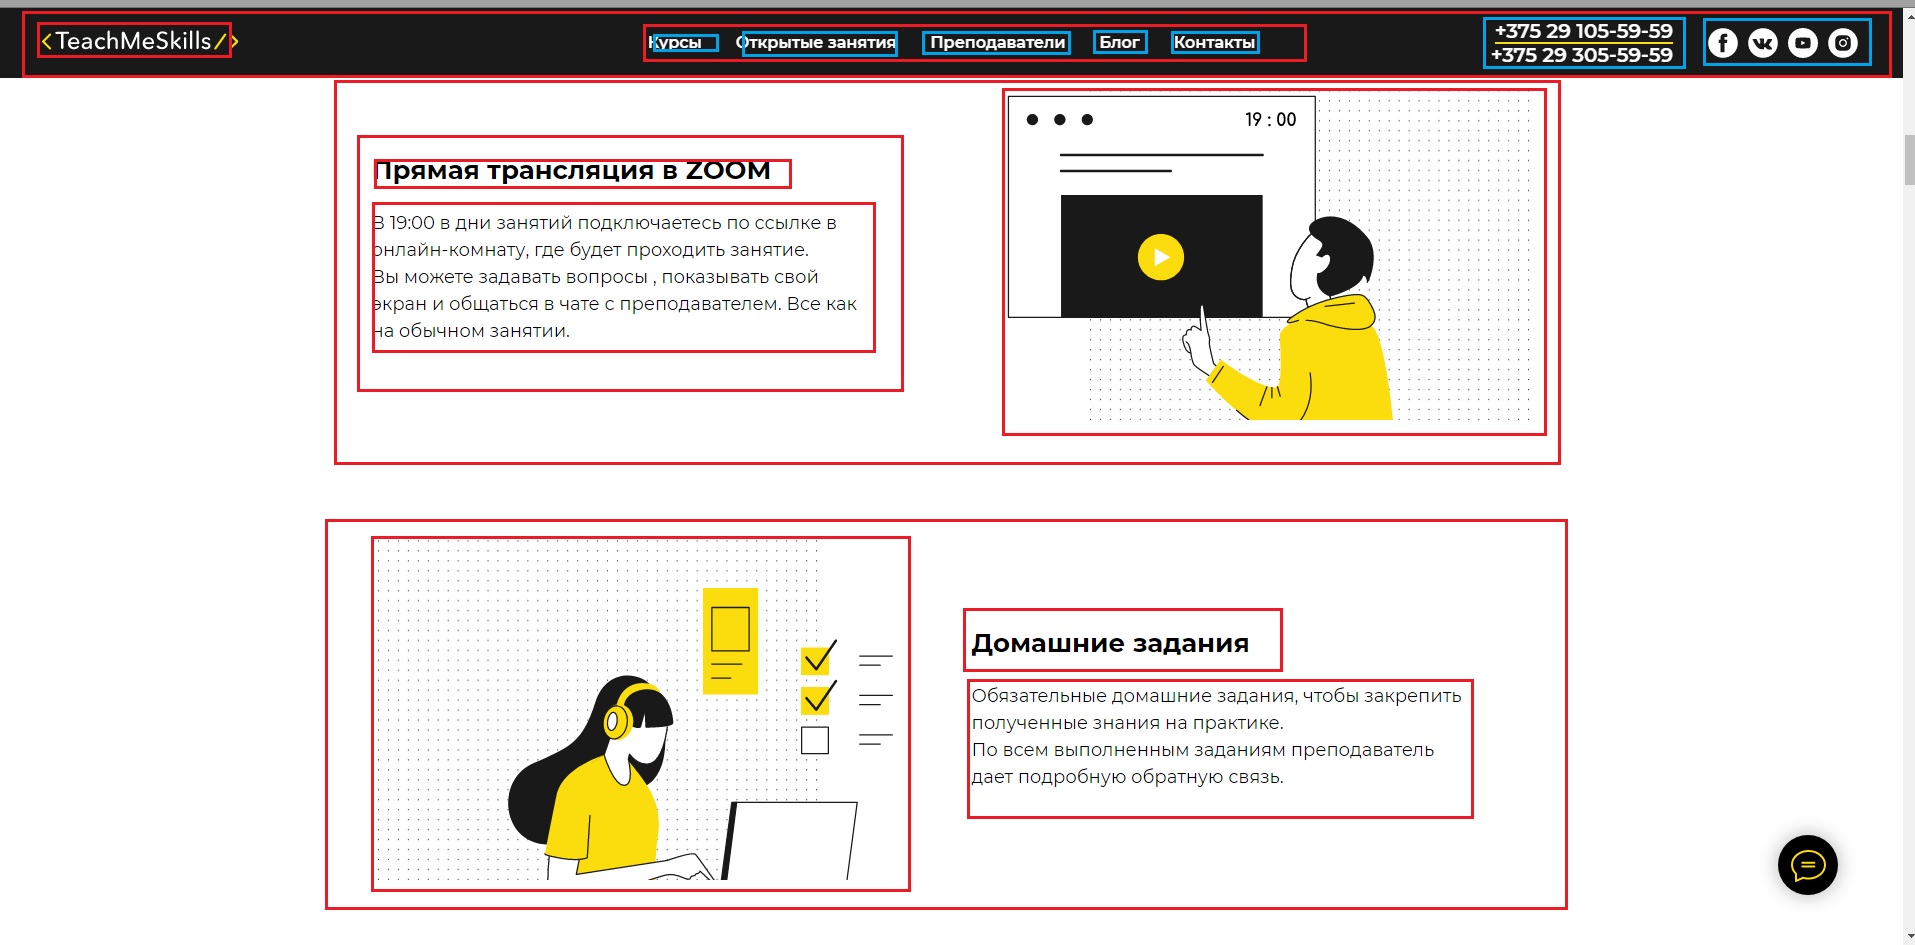 <TeachMeSkills/>
Курсы Открытые занятия Преподаватели Блог Контакты
+375 29 105-59-59
+375 29 305-59-59
19 : 00
Прямая трансляция в ZOOM
В 19:00 в дни занятий подключаетесь по ссылке в
онлайн-комнату, где будет проходить занятие.
Вы можете задавать вопросы , показывать свой
экран и общаться в чате с преподавателем. Все как
на обычном занятии.
Домашние задания
Обязательные домашние задания, чтобы закрепить
полученные знания на практике.
По всем выполненным заданиям преподаватель
дает подробную обратную связь.